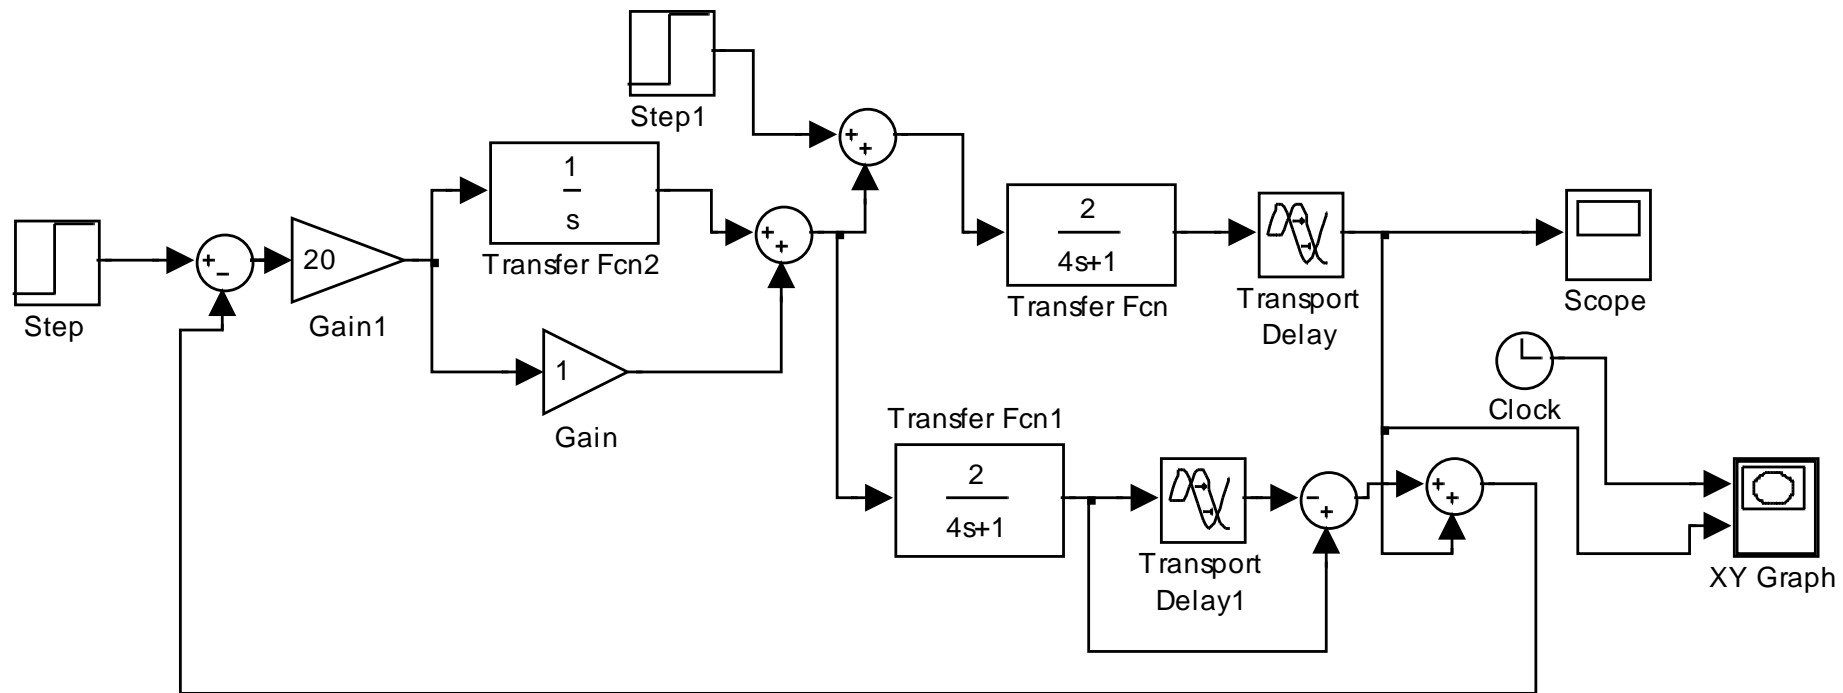 Step1
1
s
Transfer Fcn2
Step
20
Gain1
1
Gain
2
4s+1
Transfer Fcn
Transport
Delay
Scope
Clock
Transfer Fcn1
2
4s+1
Transport
Delay1
XY Graph